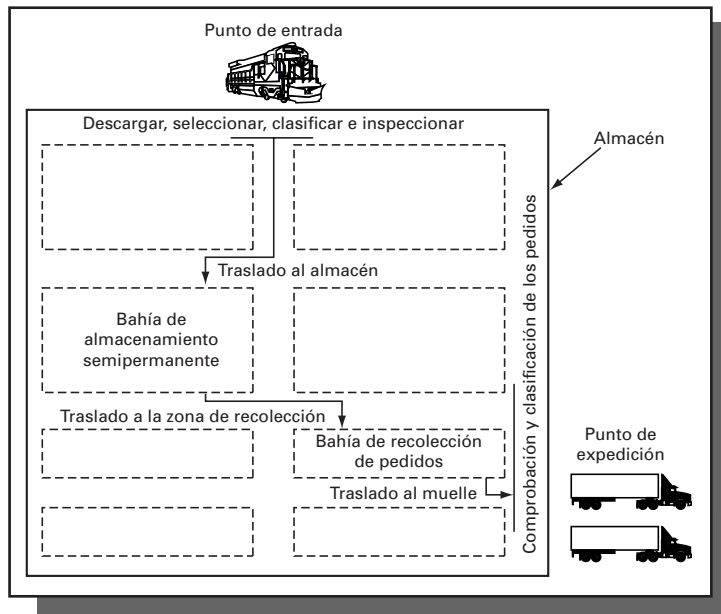 Punto de entrada
Descargar, seleccionar, clasificar e inspeccionar
Almacén
Traslado al almacén
Bahía de
almacenamiento
semipermanente
Traslado a la zona de recolección
Bahía de recolección
de pedidos
Traslado al muelle
Comprobación y clasificación de los pedidos
Punto de
expedición